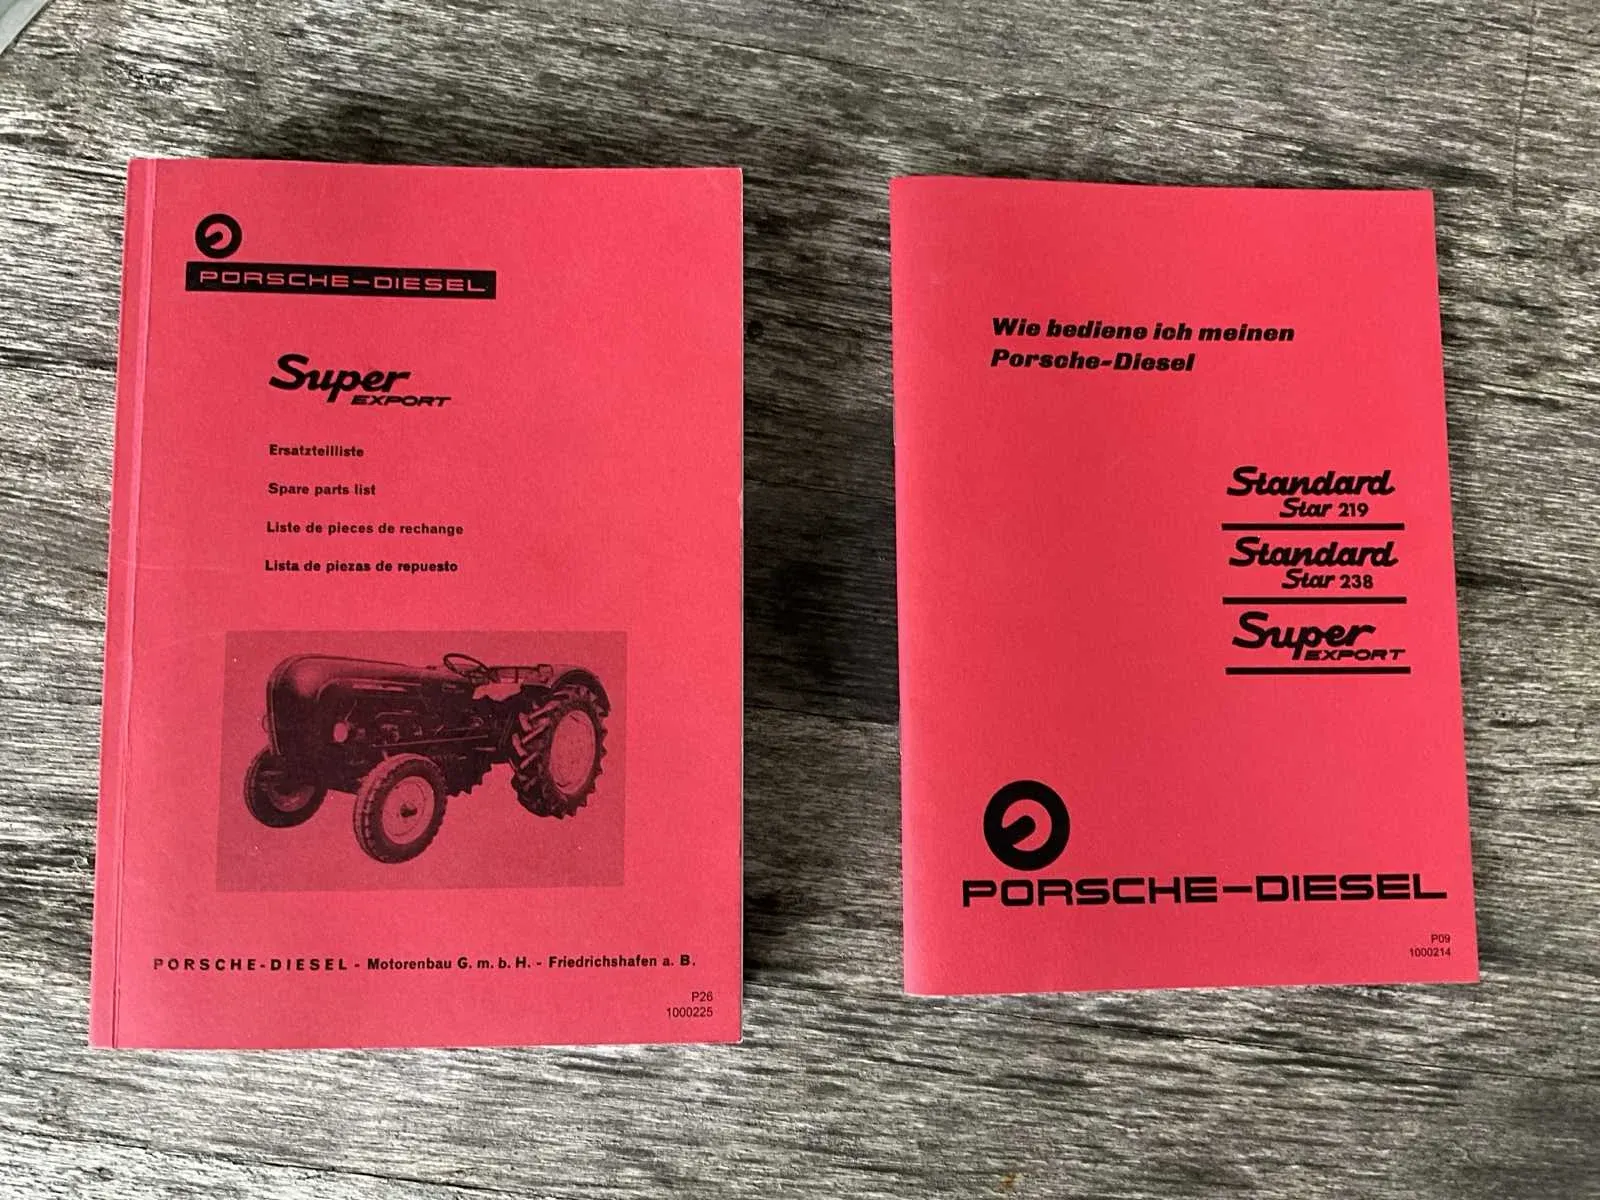 PORSCHE-DIESEL
Super
EXPORT
Ersatzteilliste
Spare parts list
Liste de pieces de rechange
Lista de piezas de repuesto
PORSCHE-DIESEL - Motorenbau G. m. b. H. - Friedrichshafen a. B.
P26
1000225
Wie bediene ich meinen
Porsche-Diesel
Standard
Star 219
Standard
Star 238
Super
EXPORT
PORSCHE-DIESEL
P09
1000214